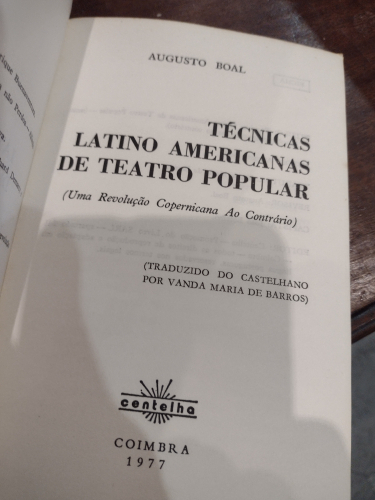 AUGUSTO BOAL
TÉCNICAS
LATINO AMERICANAS
DE TEATRO POPULAR
(Uma Revolução Copernicana Ao Contrário)
(TRADUZIDO DO CASTELHANO
POR VANDA MARIA DE BARROS)
centelha
COIMBRA
1977